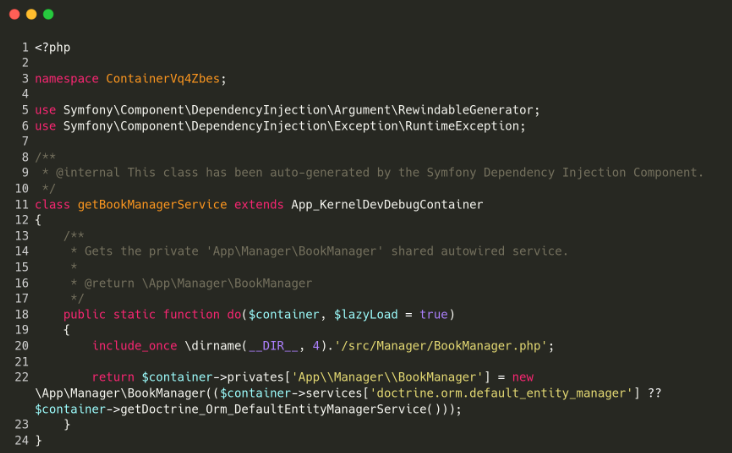 1 <?php
2
3 namespace ContainerVq4Zbes;
4
5 use Symfony\Component\DependencyInjection\Argument\RewindableGenerator;
6 use Symfony\Component\DependencyInjection\Exception\RuntimeException;
7
8 /**
9  * @internal This class has been auto-generated by the Symfony Dependency Injection Component.
10  */
11 class getBookManagerService extends App_KernelDevDebugContainer
12 {
13     /**
14      * Gets the private 'App\Manager\BookManager' shared autowired service.
15      *
16      * @return \App\Manager\BookManager
17      */
18     public static function do($container, $lazyLoad = true)
19     {
20         include_once \dirname(__DIR__, 4).'/src/Manager/BookManager.php';
21
22         return $container->privates['App\\Manager\\BookManager'] = new
\App\Manager\BookManager(($container->services['doctrine.orm.default_entity_manager'] ??
$container->getDoctrine_Orm_DefaultEntityManagerService()));
23     }
24 }